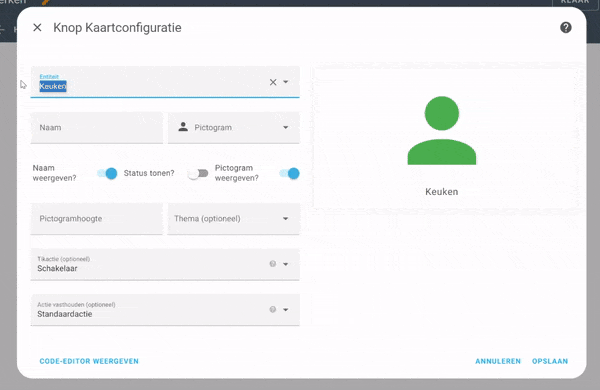 KLAAR
Knop Kaartconfiguratie
Entiteit
Keuken
Naam
Pictogram
Naam weergeven?
Status tonen?
Pictogram weergeven?
Keuken
Pictogramhoogte
Thema (optioneel)
Tikactie (optioneel)
Schakelaar
Actie vasthouden (optioneel)
Standaardactie
CODE-EDITOR WEERGEVEN
ANNULEREN
OPSLAAN